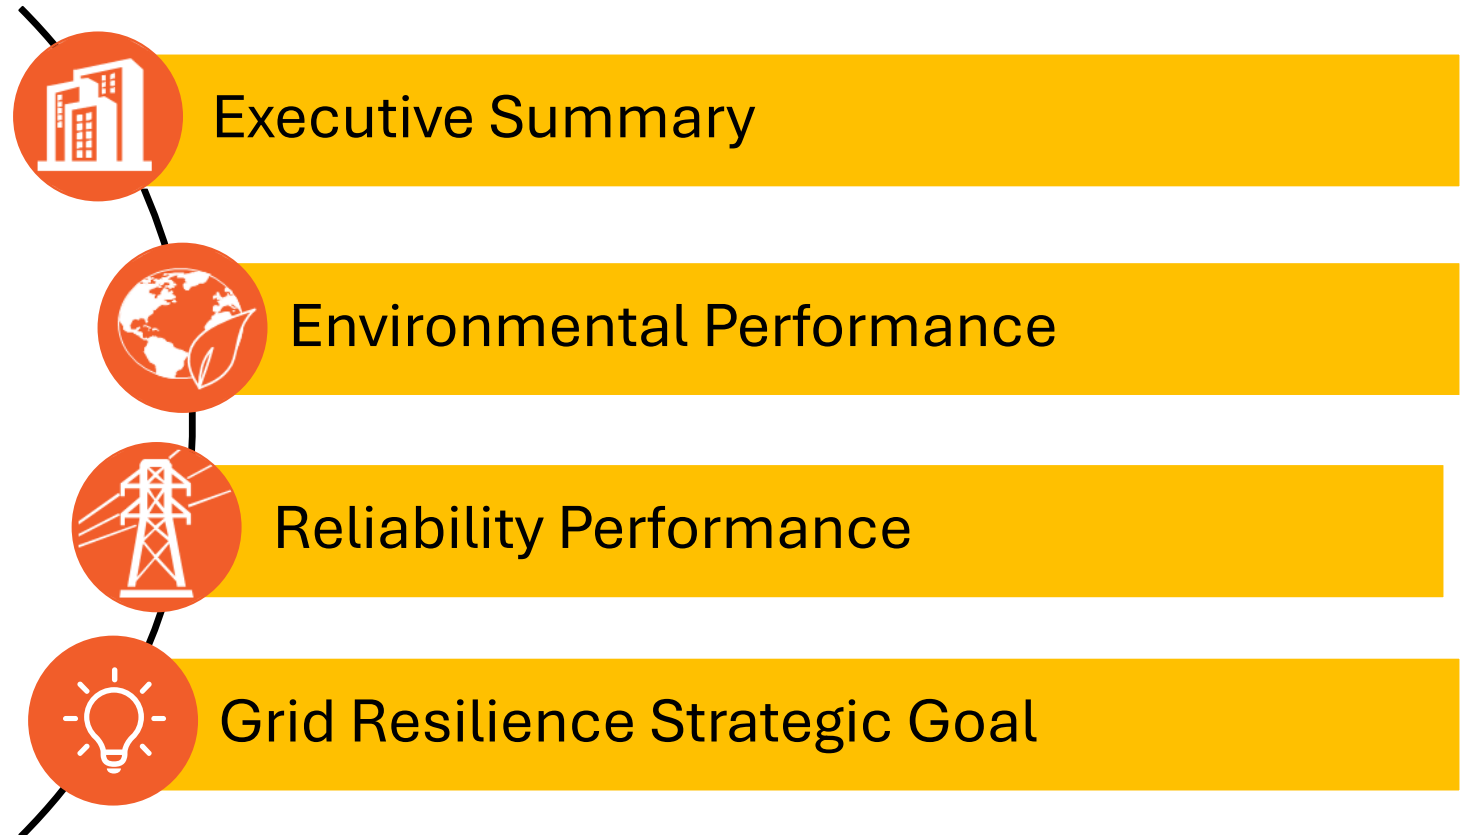 Executive Summary
Environmental Performance
Reliability Performance
Grid Resilience Strategic Goal